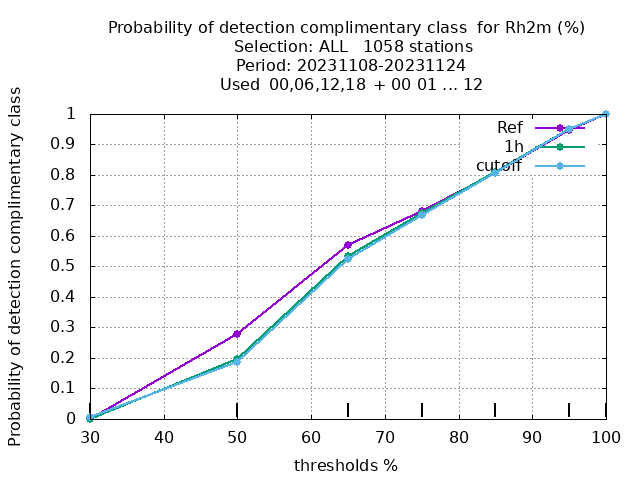 Probability of detection complimentary class  for Rh2m (%)
Selection: ALL   1058 stations
Period: 20231108-20231124
Used  00,06,12,18  + 00 01 ... 12
Probability of detection complimentary class
1
0.9
0.8
0.7
0.6
0.5
0.4
0.3
0.2
0.1
0
Ref
1h
cutoff
30 40 50 60 70 80 90 100
thresholds %